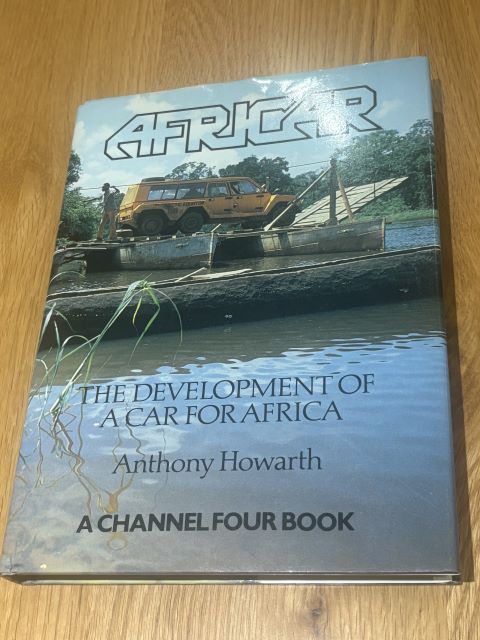 AFRICAR
THE DEVELOPMENT OF
A CAR FOR AFRICA
Anthony Howarth
A CHANNEL FOUR BOOK